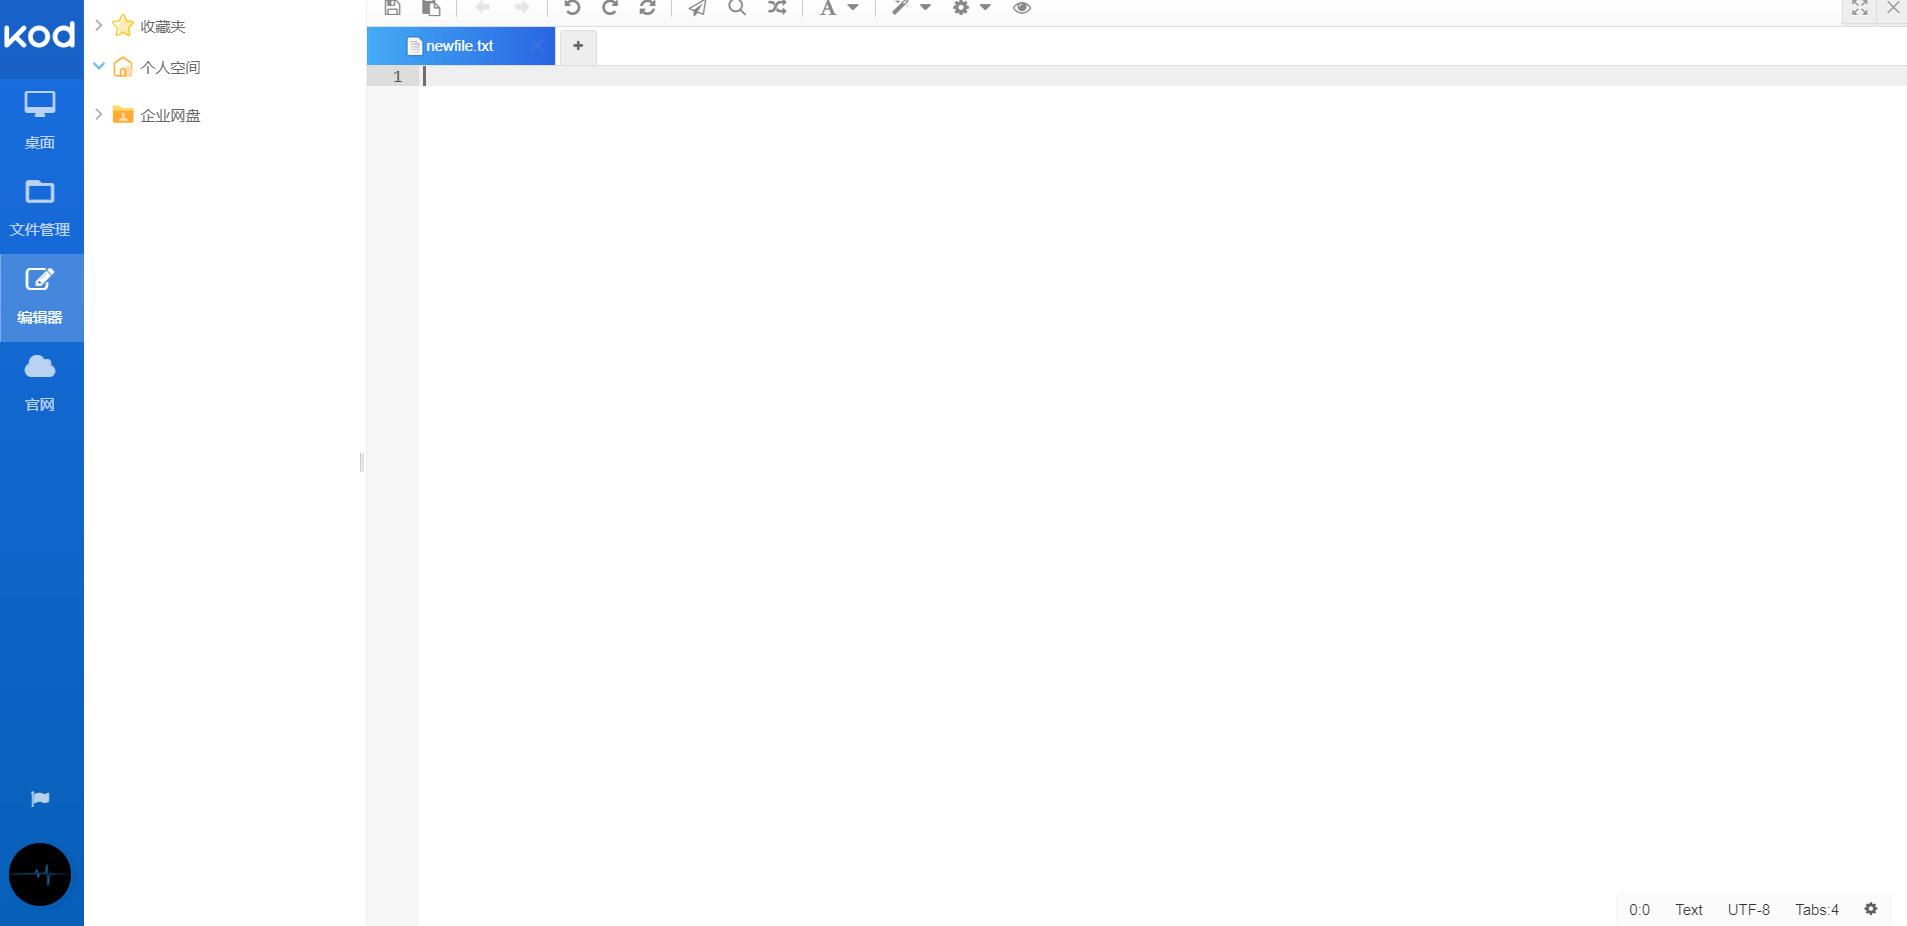 kod
桌面
文件管理
编辑器
官网
收藏夹
个人空间
企业网盘
newfile.txt
1
0:0 Text UTF-8 Tabs:4